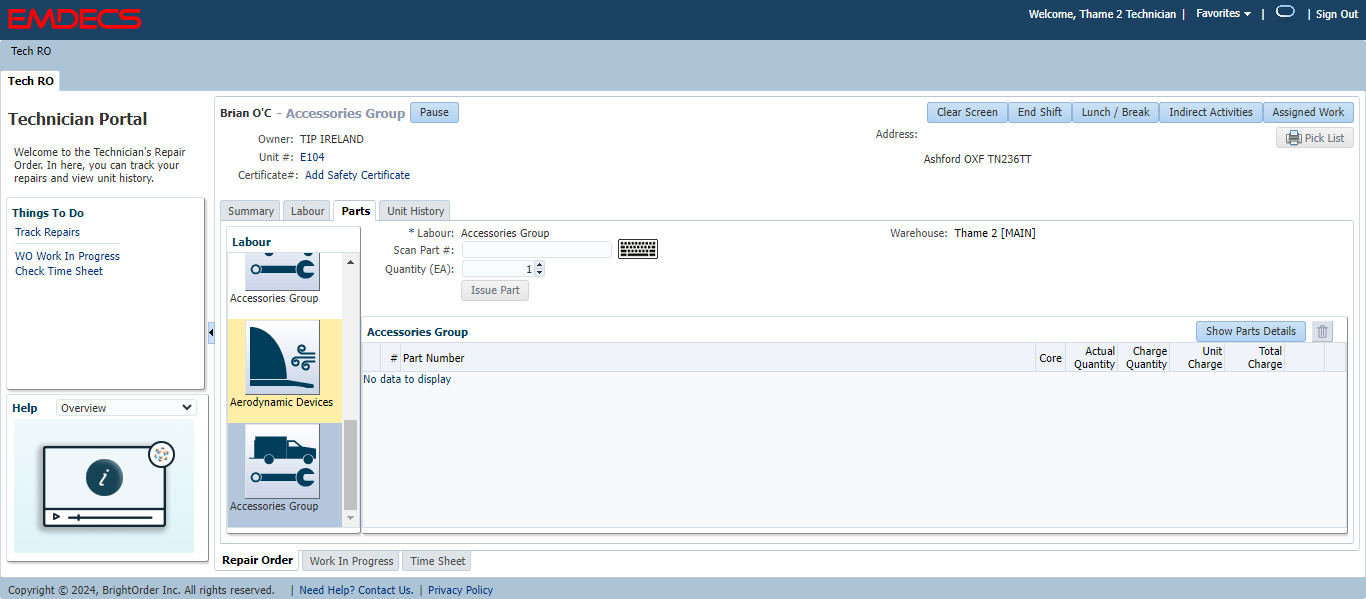 EMDECS
Welcome, Thame 2 Technician | Favorites | | Sign Out
Tech RO
Tech RO
Technician Portal
Welcome to the Technician's Repair
Order. In here, you can track your
repairs and view unit history.
Things To Do
Track Repairs
WO Work In Progress
Check Time Sheet
Help Overview
i
Brian O'C - Accessories Group Pause
Clear Screen End Shift Lunch / Break Indirect Activities Assigned Work
Owner: TIP IRELAND
Unit #: E104
Certificate#: Add Safety Certificate
Address:
Pick List
Ashford OXF TN236TT
Summary Labour Parts Unit History
Labour
Accessories Group
Aerodynamic Devices
Accessories Group
* Labour: Accessories Group
Warehouse: Thame 2 [MAIN]
Scan Part #:
Quantity (EA): 1
Issue Part
Accessories Group Show Parts Details
# Part Number Core Actual Quantity Charge Quantity Unit Charge Total Charge
No data to display
Repair Order Work In Progress Time Sheet
Copyright © 2024, BrightOrder Inc. All rights reserved. | Need Help? Contact Us. | Privacy Policy